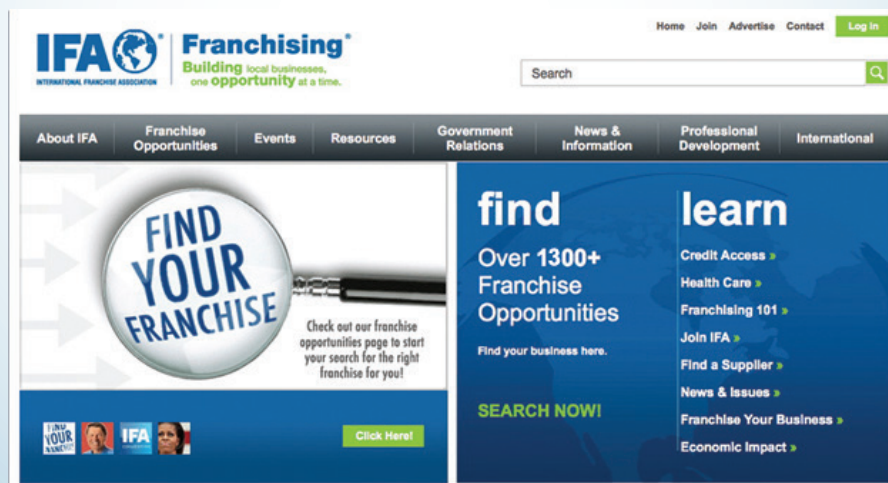 Home Join Advertise Contact Log in
IFA
INTERNATIONAL FRANCHISE ASSOCIATION
Franchising®
Building local businesses,
one opportunity at a time.
Search
About IFA Franchise Opportunities Events Resources Government Relations News & Information Professional Development International
FIND
YOUR
FRANCHISE
Check out our franchise
opportunities page to start
your search for the right
franchise for you!
FIND
YOUR
IFA
Click Here!
find
Over 1300+
Franchise
Opportunities
Find your business here.
SEARCH NOW!
learn
Credit Access »
Health Care »
Franchising 101 »
Join IFA »
Find a Supplier »
News & Issues »
Franchise Your Business »
Economic Impact »